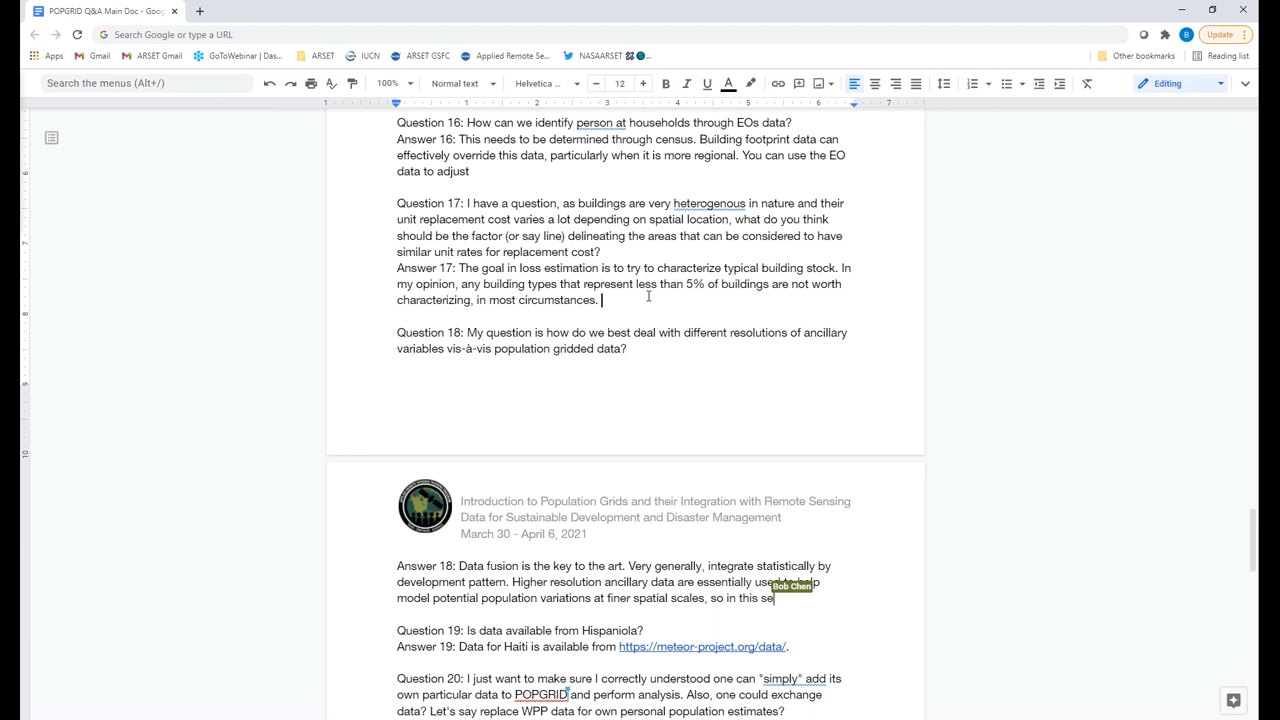 POPGRID Q&A Main Doc - Goog
Search Google or type a URL
Update
Apps
Gmail
ARSET Gmail
GoToWebinar | Das...
ARSET
IUCN
ARSET GSFC
Applied Remote Se...
NASAARSET
Other bookmarks
Reading list
Search the menus (Alt+/)
100%
Normal text
Helvetica ...
12
Editing
1 1 2 3 4 5 6 7
Question 16: How can we identify person at households through EOs data?
Answer 16: This needs to be determined through census. Building footprint data can
effectively override this data, particularly when it is more regional. You can use the EO
data to adjust
Question 17: I have a question, as buildings are very heterogenous in nature and their
unit replacement cost varies a lot depending on spatial location, what do you think
should be the factor (or say line) delineating the areas that can be considered to have
similar unit rates for replacement cost?
Answer 17: The goal in loss estimation is to try to characterize typical building stock. In
my opinion, any building types that represent less than 5% of buildings are not worth
characterizing, in most circumstances.
Question 18: My question is how do we best deal with different resolutions of ancillary
variables vis-à-vis population gridded data?
Introduction to Population Grids and their Integration with Remote Sensing
Data for Sustainable Development and Disaster Management
March 30 - April 6, 2021
Answer 18: Data fusion is the key to the art. Very generally, integrate statistically by
development pattern. Higher resolution ancillary data are essentially used to help
Bob Chen
model potential population variations at finer spatial scales, so in this se
Question 19: Is data available from Hispaniola?
Answer 19: Data for Haiti is available from https://meteor-project.org/data/.
Question 20: I just want to make sure I correctly understood one can "simply" add its
own particular data to POPGRID and perform analysis. Also, one could exchange
data? Let's say replace WPP data for own personal population estimates?